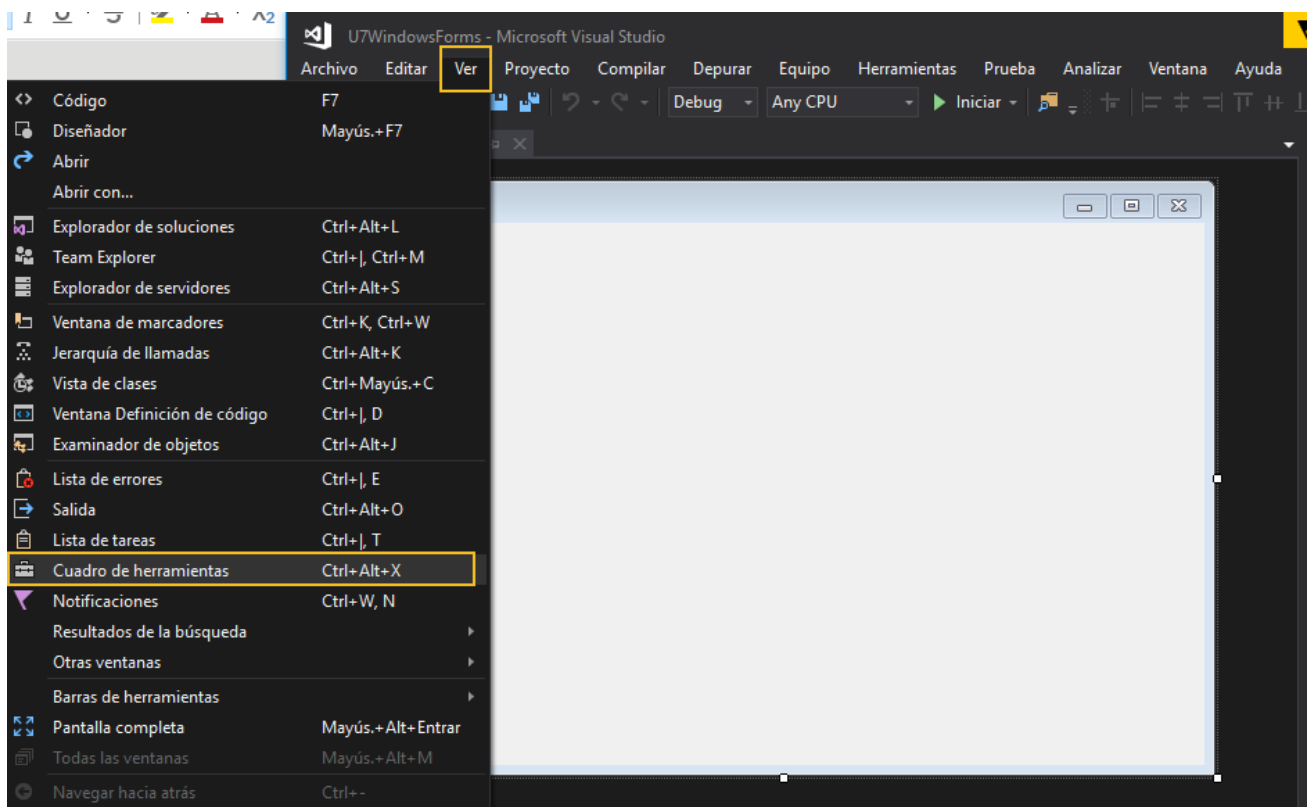 U7WindowsForms - Microsoft Visual Studio
Archivo Editar Ver Proyecto Compilar Depurar Equipo Herramientas Prueba Analizar Ventana Ayuda
Debug Any CPU Iniciar
Código F7
Diseñador Mayús.+F7
Abrir
Abrir con...
Explorador de soluciones Ctrl+Alt+L
Team Explorer Ctrl+|, Ctrl+M
Explorador de servidores Ctrl+Alt+S
Ventana de marcadores Ctrl+K, Ctrl+W
Jerarquía de llamadas Ctrl+Alt+K
Vista de clases Ctrl+Mayús.+C
Ventana Definición de código Ctrl+|, D
Examinador de objetos Ctrl+Alt+J
Lista de errores Ctrl+|, E
Salida Ctrl+Alt+O
Lista de tareas Ctrl+|, T
Cuadro de herramientas Ctrl+Alt+X
Notificaciones Ctrl+W, N
Resultados de la búsqueda
Otras ventanas
Barras de herramientas
Pantalla completa Mayús.+Alt+Entrar
Todas las ventanas Mayús.+Alt+M
Navegar hacia atrás Ctrl+-